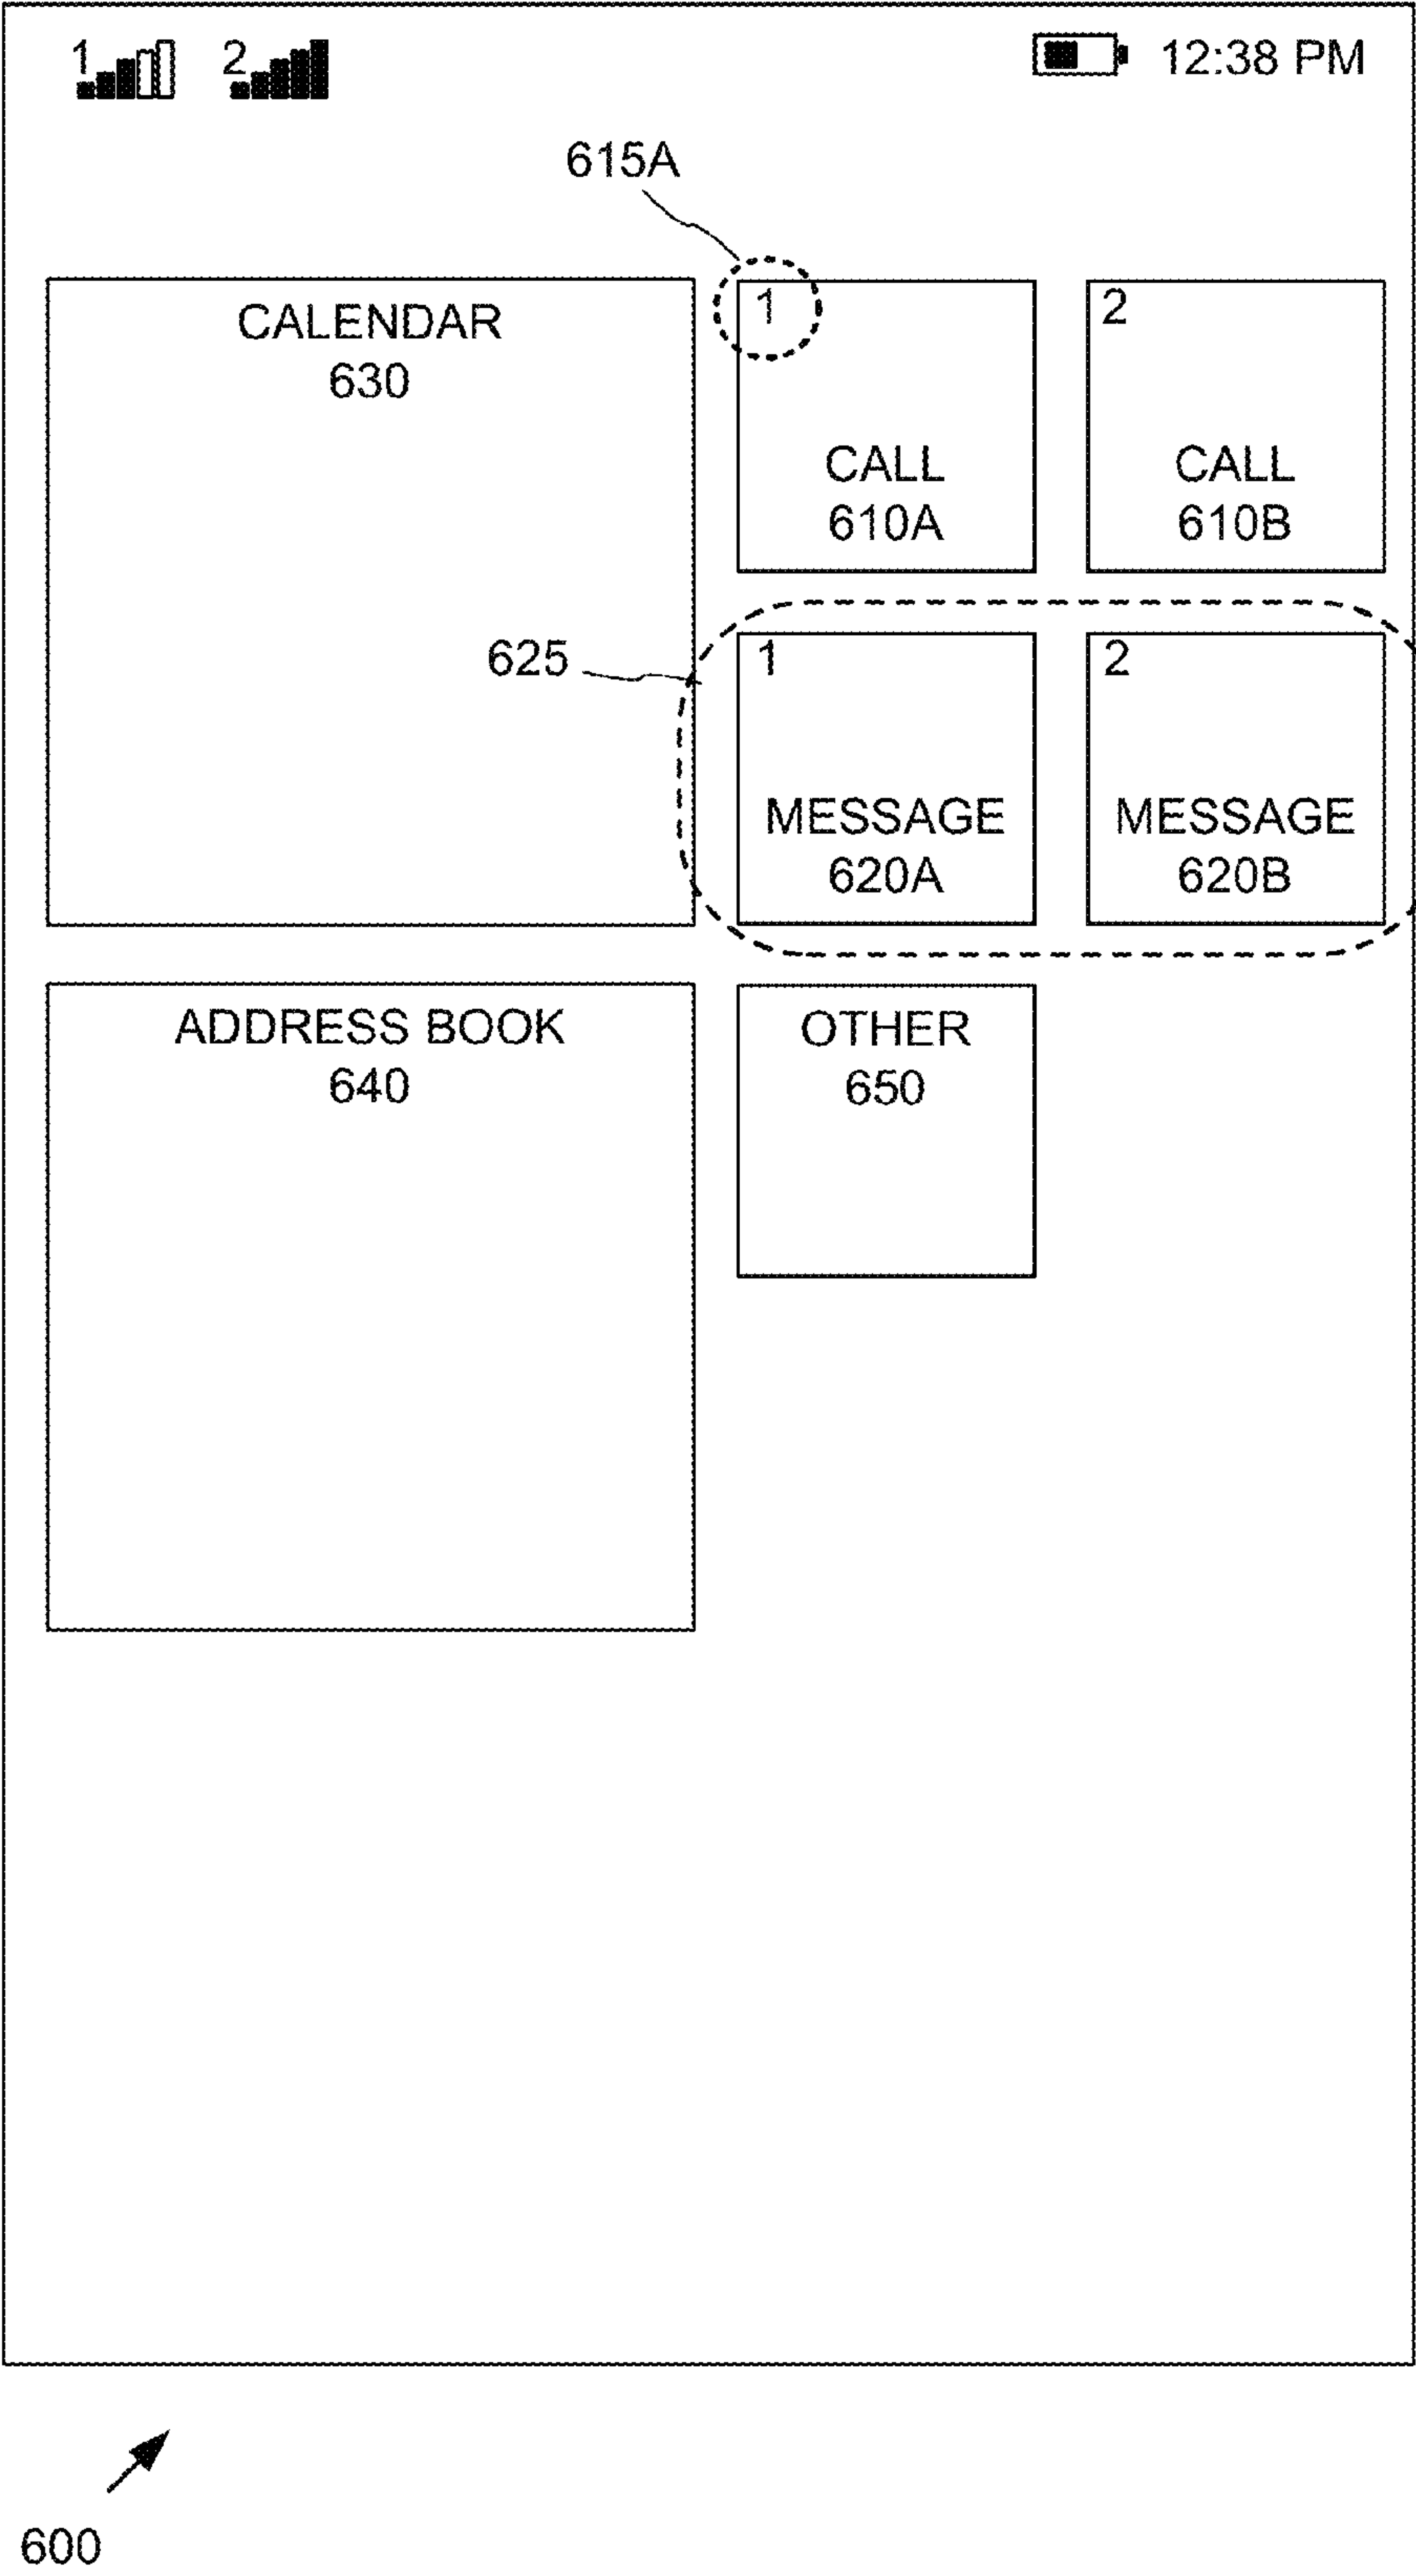 1 2 12:38 PM
615A
CALENDAR
630
1
CALL
610A
2
CALL
610B
625
1
MESSAGE
620A
2
MESSAGE
620B
ADDRESS BOOK
640
OTHER
650
600